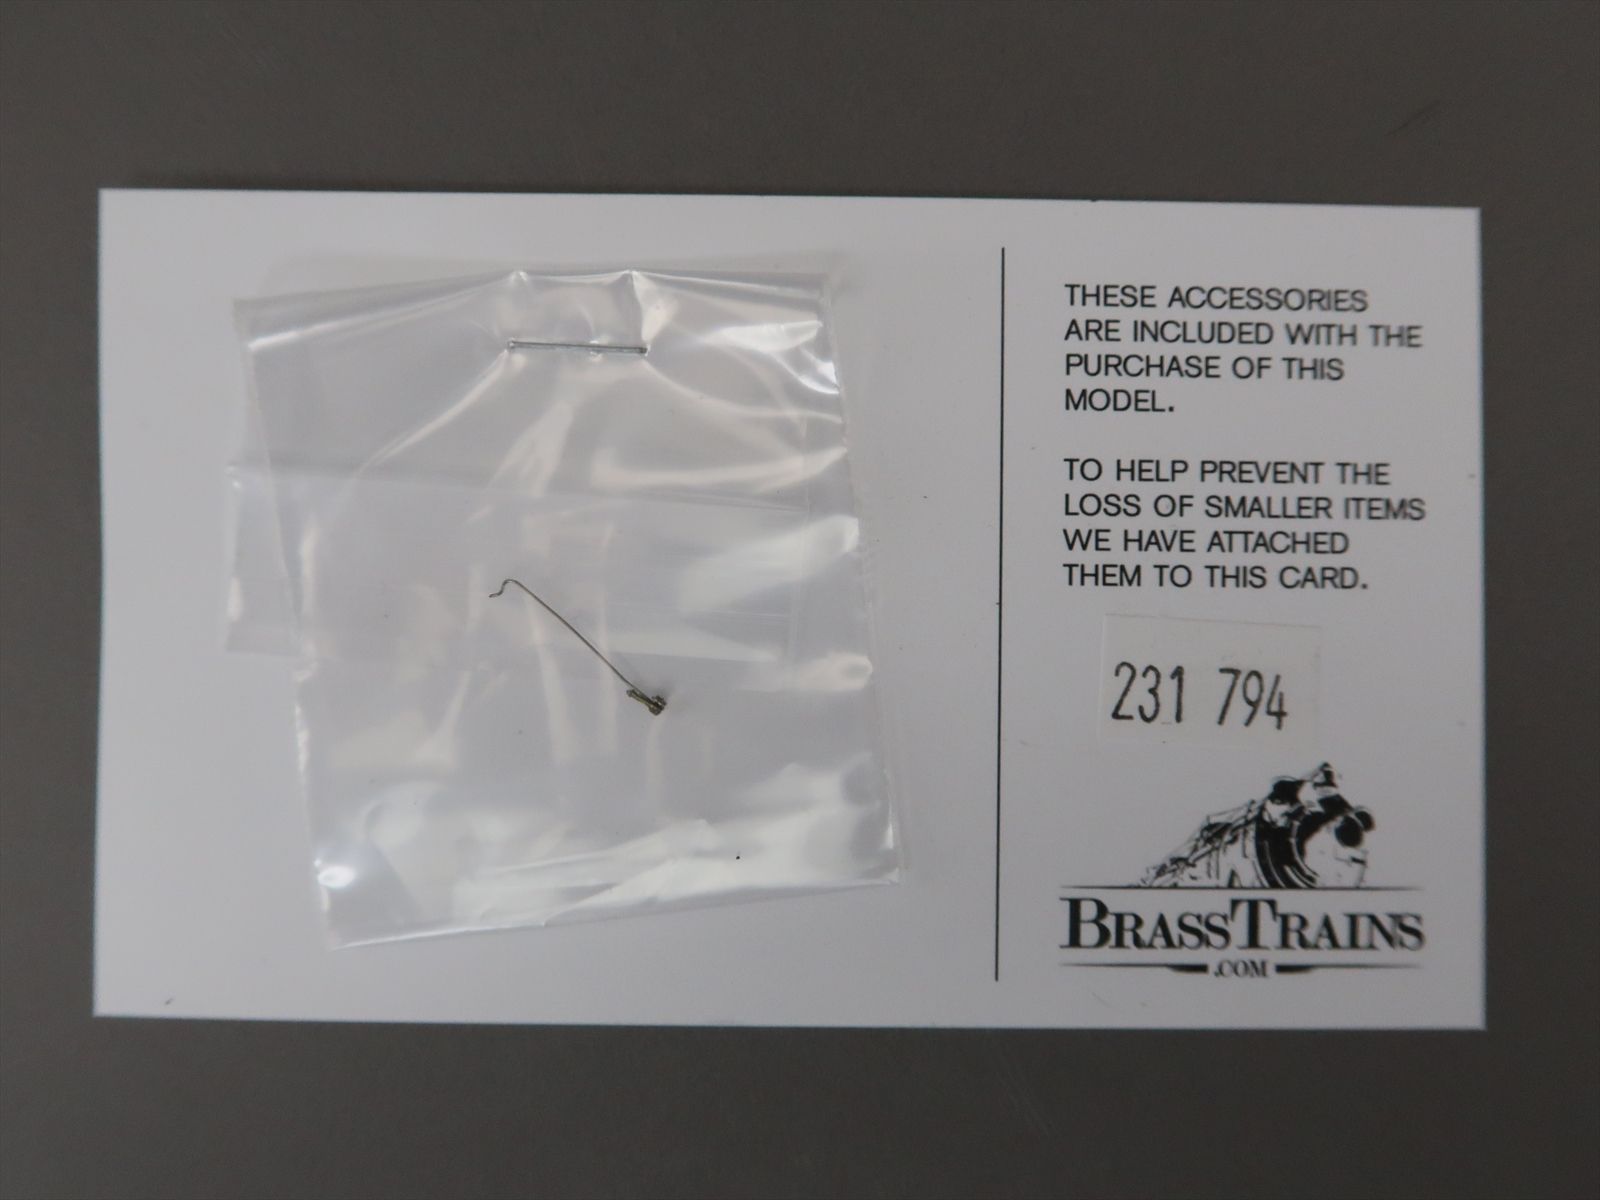 THESE ACCESSORIES
ARE INCLUDED WITH THE
PURCHASE OF THIS
MODEL.
TO HELP PREVENT THE
LOSS OF SMALLER ITEMS
WE HAVE ATTACHED
THEM TO THIS CARD.
231 794
BRASSTRAINS
.COM